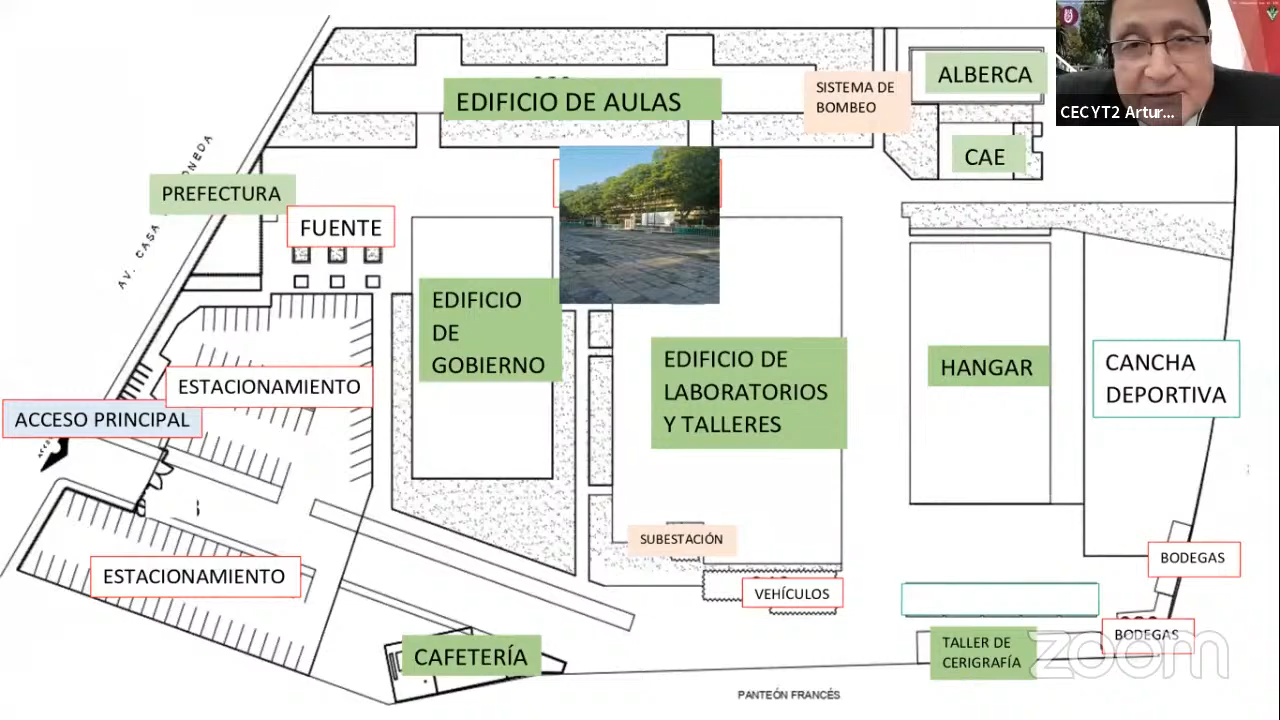 EDIFICIO DE AULAS
SISTEMA DE
BOMBEO
ALBERCA
CECYT2 Artur...
CAE
PREFECTURA
FUENTE
AV. CASA
EDIFICIO
DE
GOBIERNO
EDIFICIO DE
LABORATORIOS
Y TALLERES
HANGAR
CANCHA
DEPORTIVA
ESTACIONAMIENTO
ACCESO PRINCIPAL
SUBESTACIÓN
BODEGAS
ESTACIONAMIENTO
VEHÍCULOS
BODEGAS
CAFETERÍA
TALLER DE
CERIGRAFÍA
zoom
PANTEÓN FRANCÉS